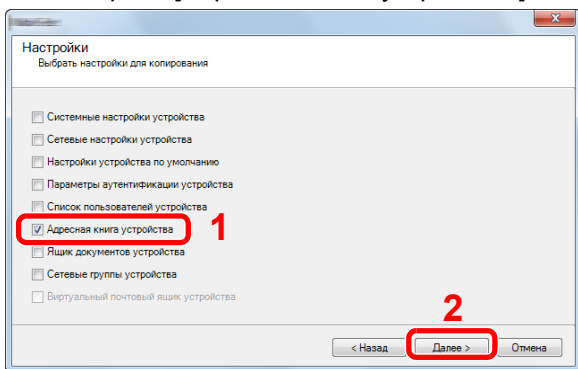 Настройки
Выбрать настройки для копирования
Системные настройки устройства
Сетевые настройки устройства
Настройки устройства по умолчанию
Параметры аутентификации устройства
Список пользователей устройства
Адресная книга устройства 1
Ящик документов устройства
Сетевые группы устройства
Виртуальный почтовый ящик устройства
2
< Назад Далее > Отмена